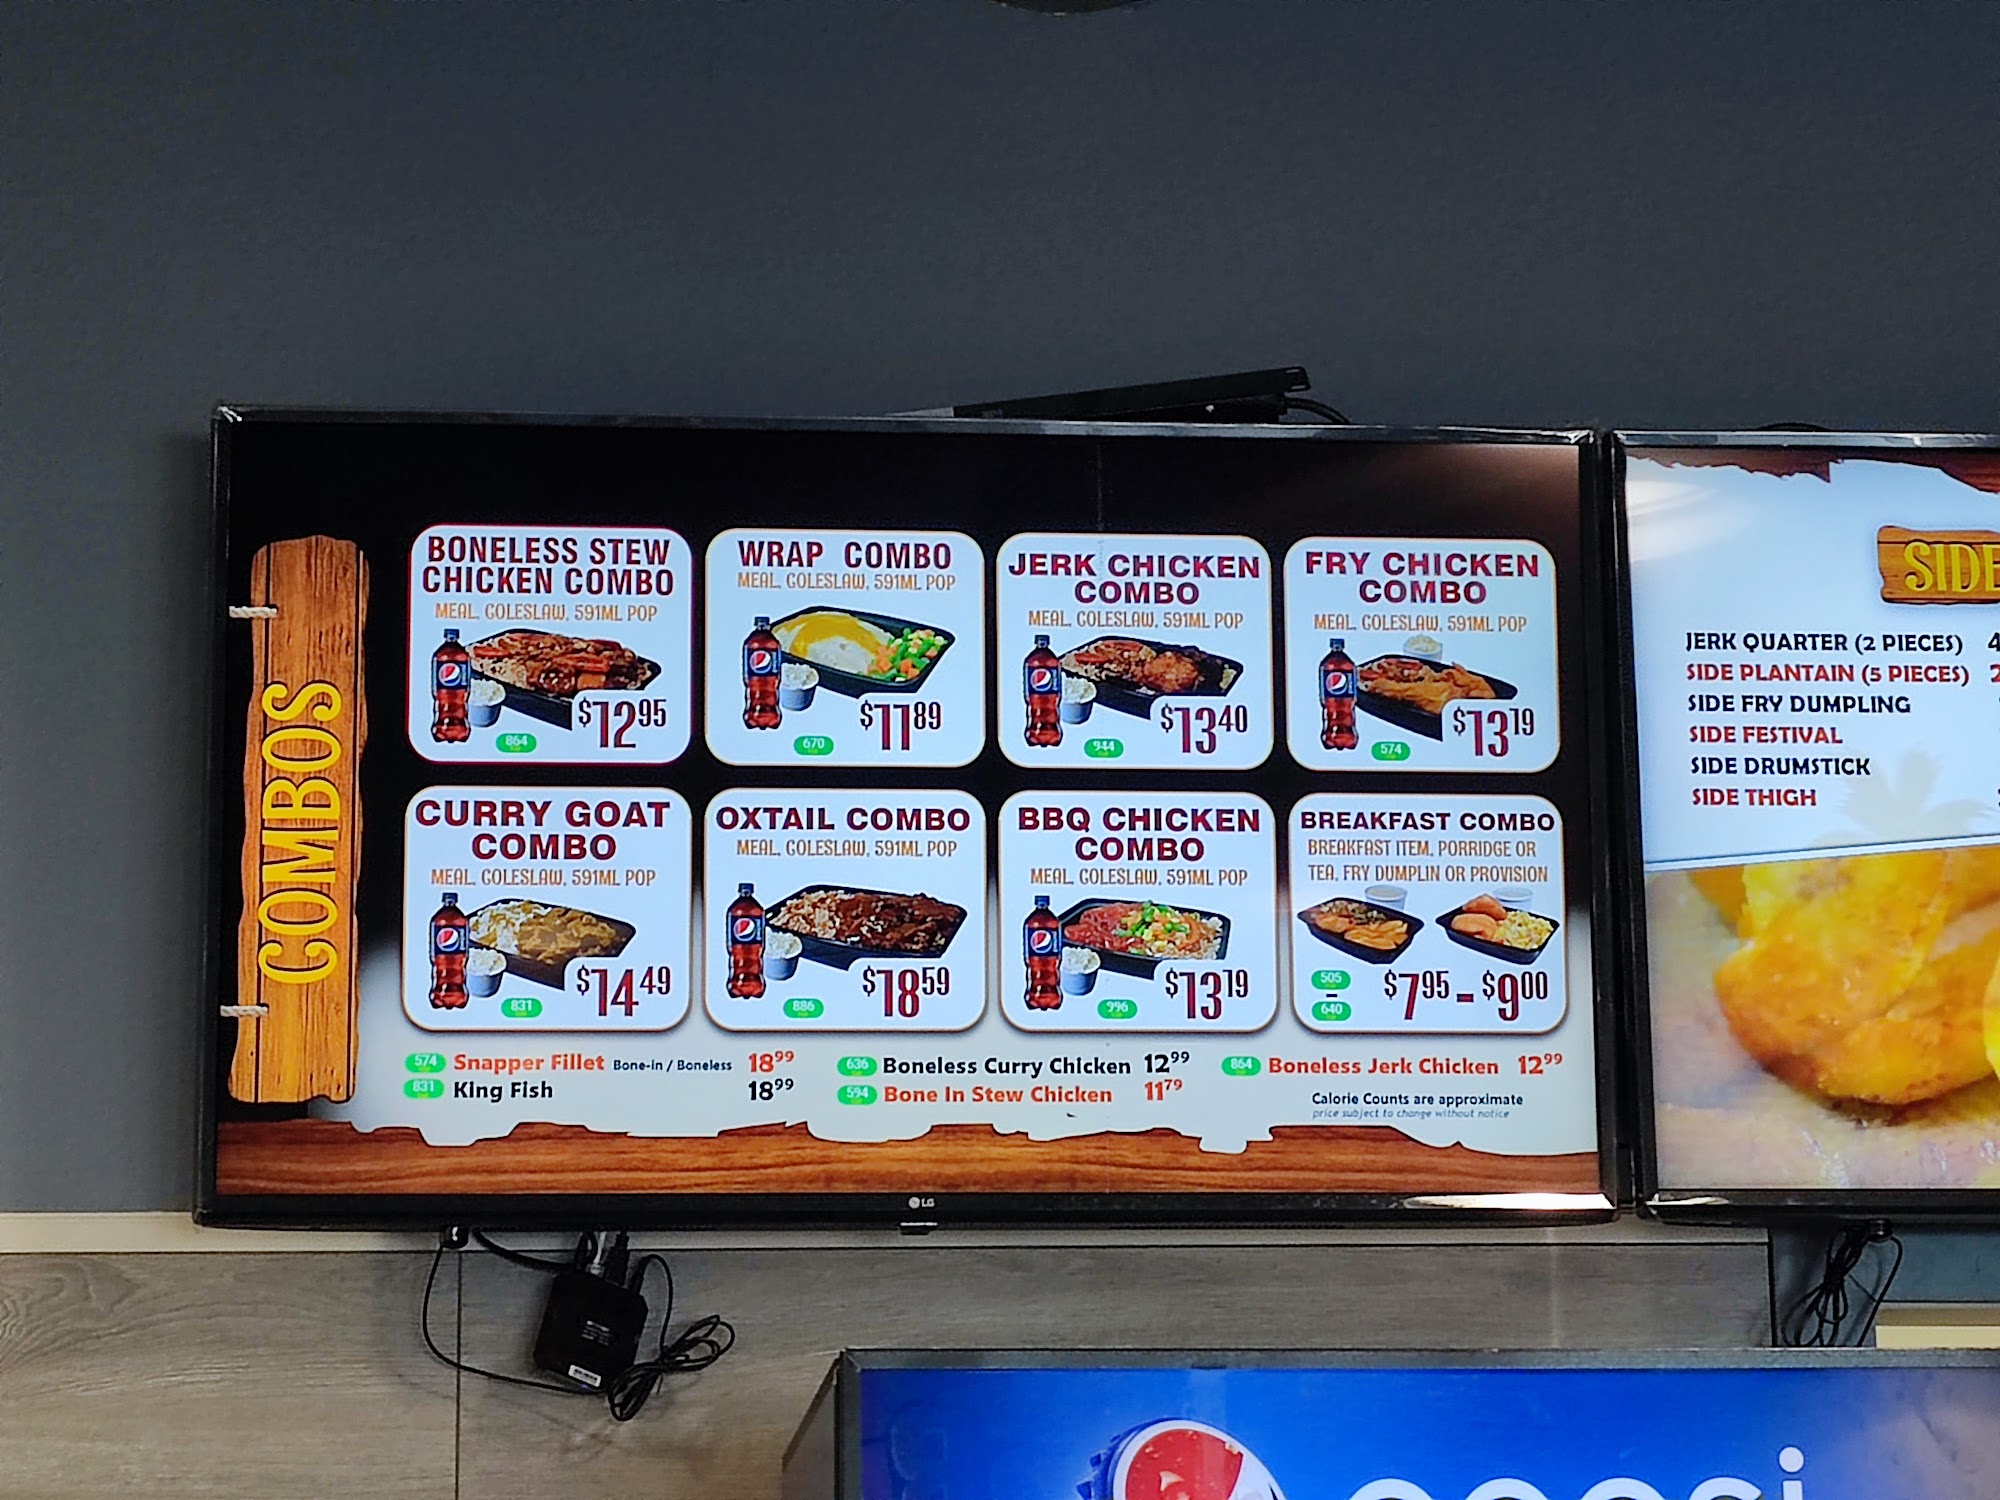 COMBOS
BONELESS STEW
CHICKEN COMBO
MEAL, COLESLAW, 591ML POP
864
$12.95
WRAP COMBO
MEAL, COLESLAW, 591ML POP
670
$11.89
JERK CHICKEN
COMBO
MEAL, COLESLAW, 591ML POP
944
$13.40
FRY CHICKEN
COMBO
MEAL, COLESLAW, 591ML POP
574
$13.19
CURRY GOAT
COMBO
MEAL, COLESLAW, 591ML POP
831
$14.49
OXTAIL COMBO
MEAL, COLESLAW, 591ML POP
886
$18.59
BBQ CHICKEN
COMBO
MEAL, COLESLAW, 591ML POP
996
$13.19
BREAKFAST COMBO
BREAKFAST ITEM, PORRIDGE OR
TEA, FRY DUMPLIN OR PROVISION
505 - 640
$7.95 - $9.00
574 Snapper Fillet Bone-in / Boneless 18.99
831 King Fish 18.99
636 Boneless Curry Chicken 12.99
594 Bone In Stew Chicken 11.79
864 Boneless Jerk Chicken 12.99
Calorie Counts are approximate
price subject to change without notice
LG
SIDE
JERK QUARTER (2 PIECES) 4
SIDE PLANTAIN (5 PIECES) 2
SIDE FRY DUMPLING
SIDE FESTIVAL
SIDE DRUMSTICK
SIDE THIGH
pepsi